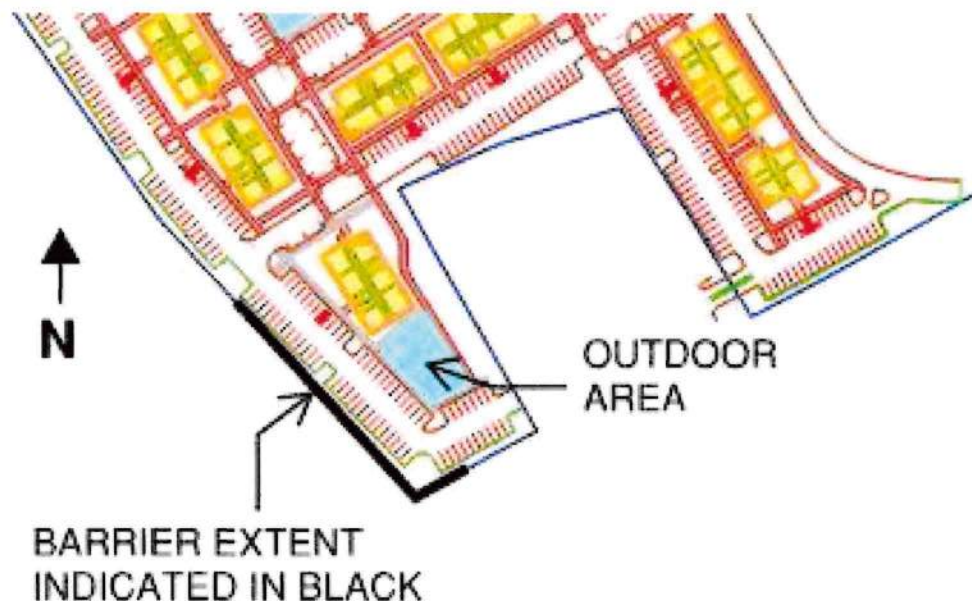 N
OUTDOOR
AREA
BARRIER EXTENT
INDICATED IN BLACK